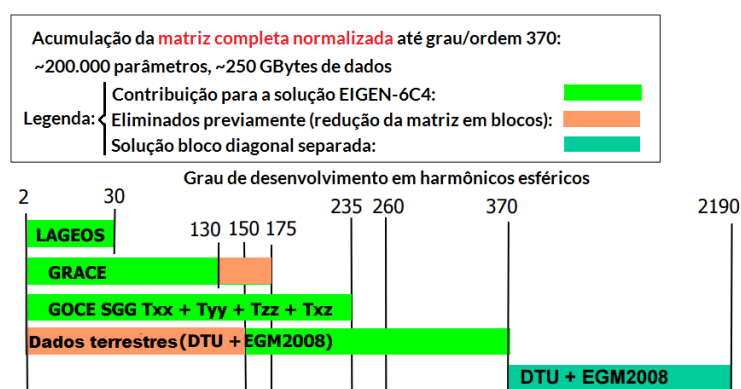 Acumulação da matriz completa normalizada até grau/ordem 370:
~200.000 parâmetros, ~250 GBytes de dados
Legenda:
Contribuição para a solução EIGEN-6C4:
Eliminados previamente (redução da matriz em blocos):
Solução bloco diagonal separada:
Grau de desenvolvimento em harmônicos esféricos
2 30 130 150 175 235 260 370 2190
LAGEOS
GRACE
GOCE SGG Txx + Tyy + Tzz + Txz
Dados terrestres (DTU + EGM2008)
DTU + EGM2008